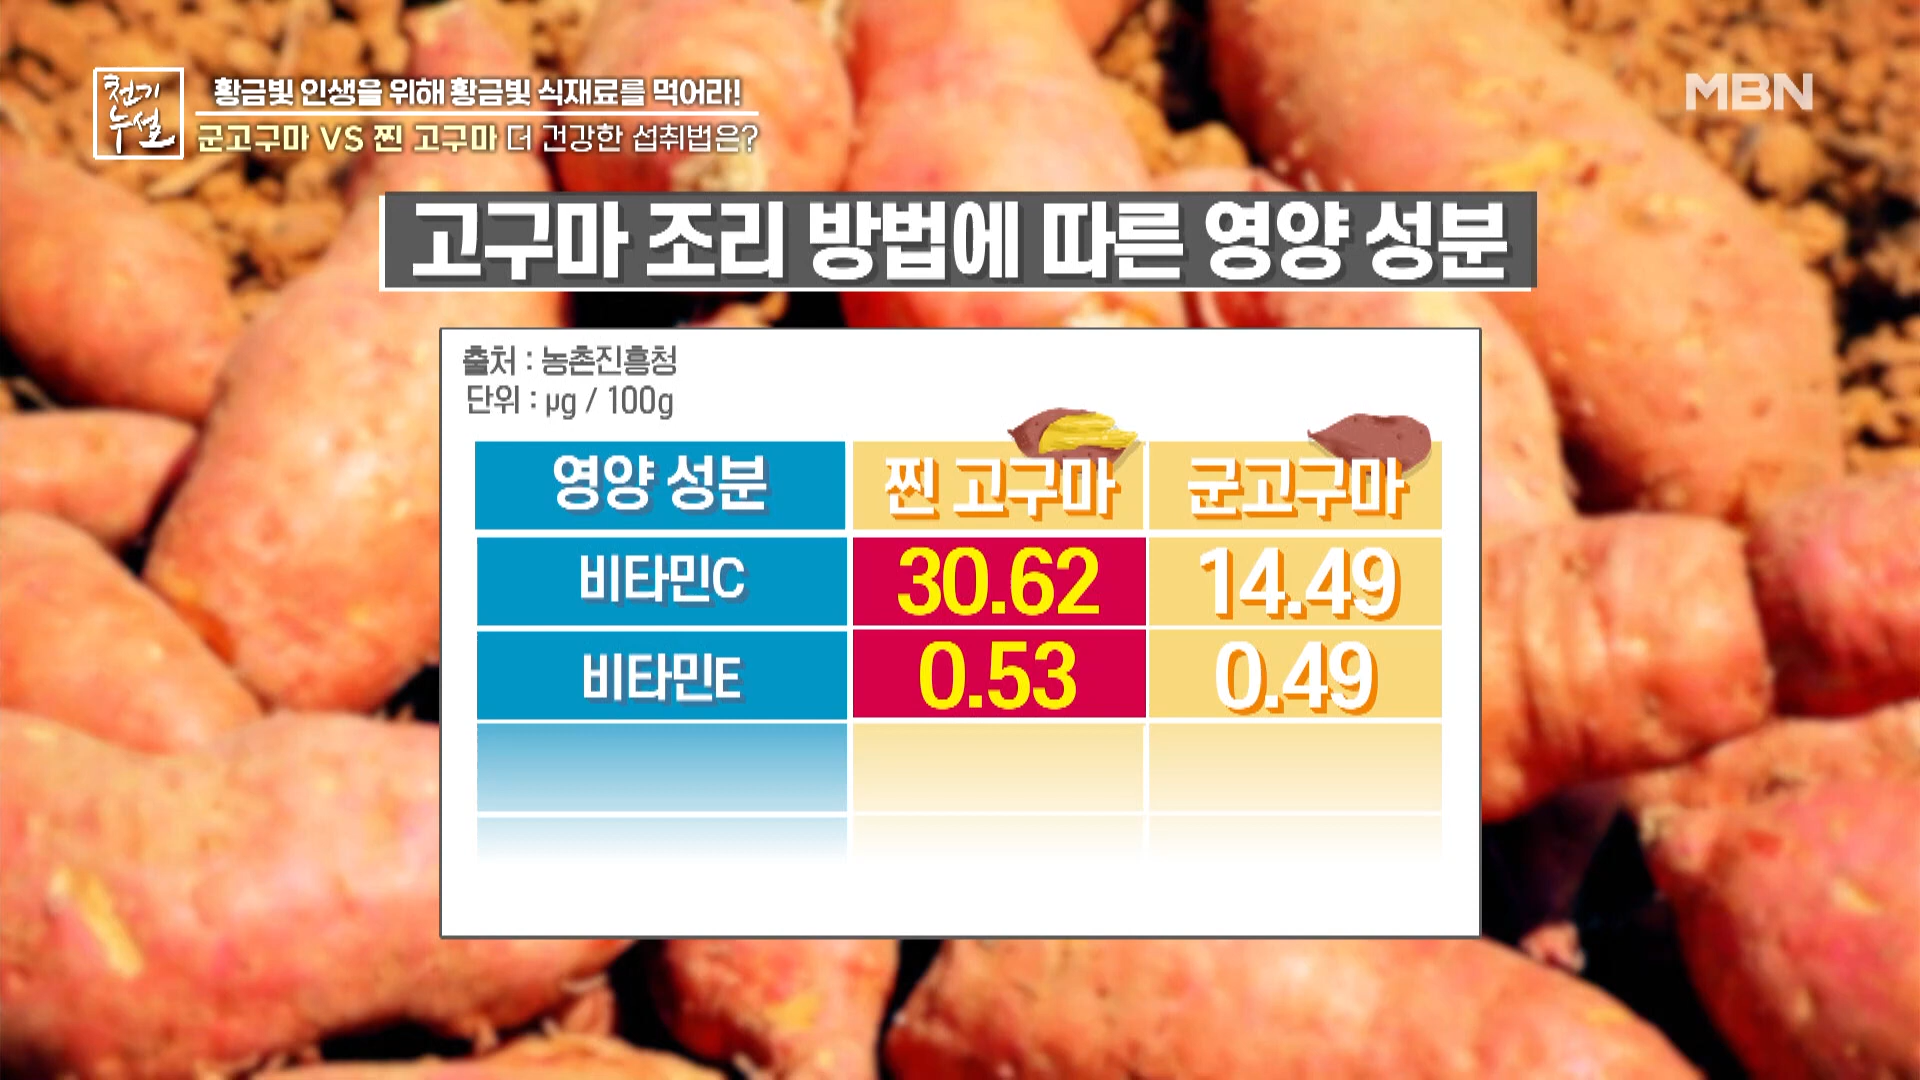 천기
누설
황금빛 인생을 위해 황금빛 식재료를 먹어라!
군고구마 VS 찐 고구마 더 건강한 섭취법은?
MBN
고구마 조리 방법에 따른 영양 성분
출처 : 농촌진흥청
단위 : μg / 100g
영양 성분 찐 고구마 군고구마
비타민C 30.62 14.49
비타민E 0.53 0.49